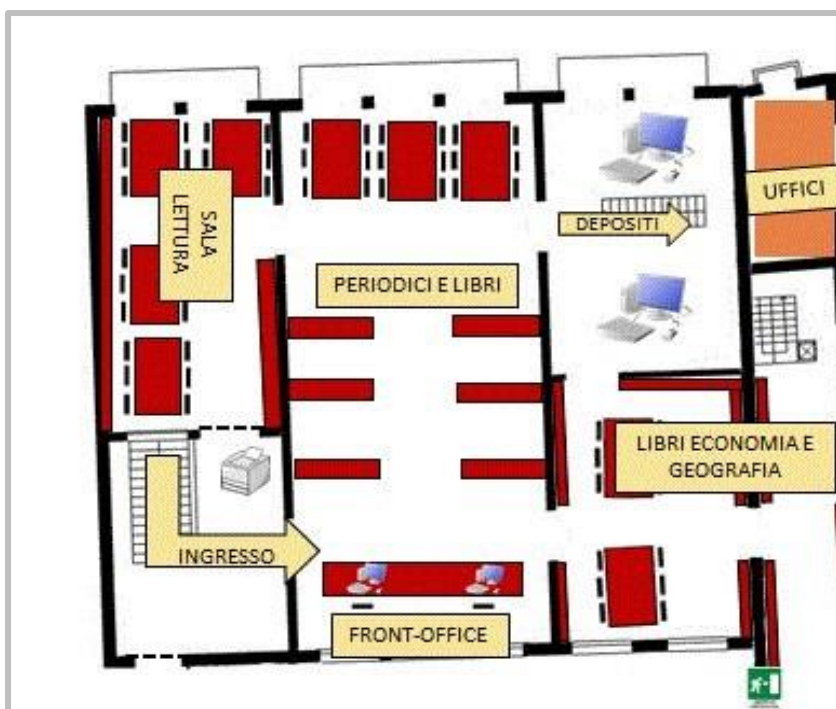 UFFICI
SALA
LETTURA
DEPOSITI
PERIODICI E LIBRI
LIBRI ECONOMIA E
GEOGRAFIA
INGRESSO
FRONT-OFFICE